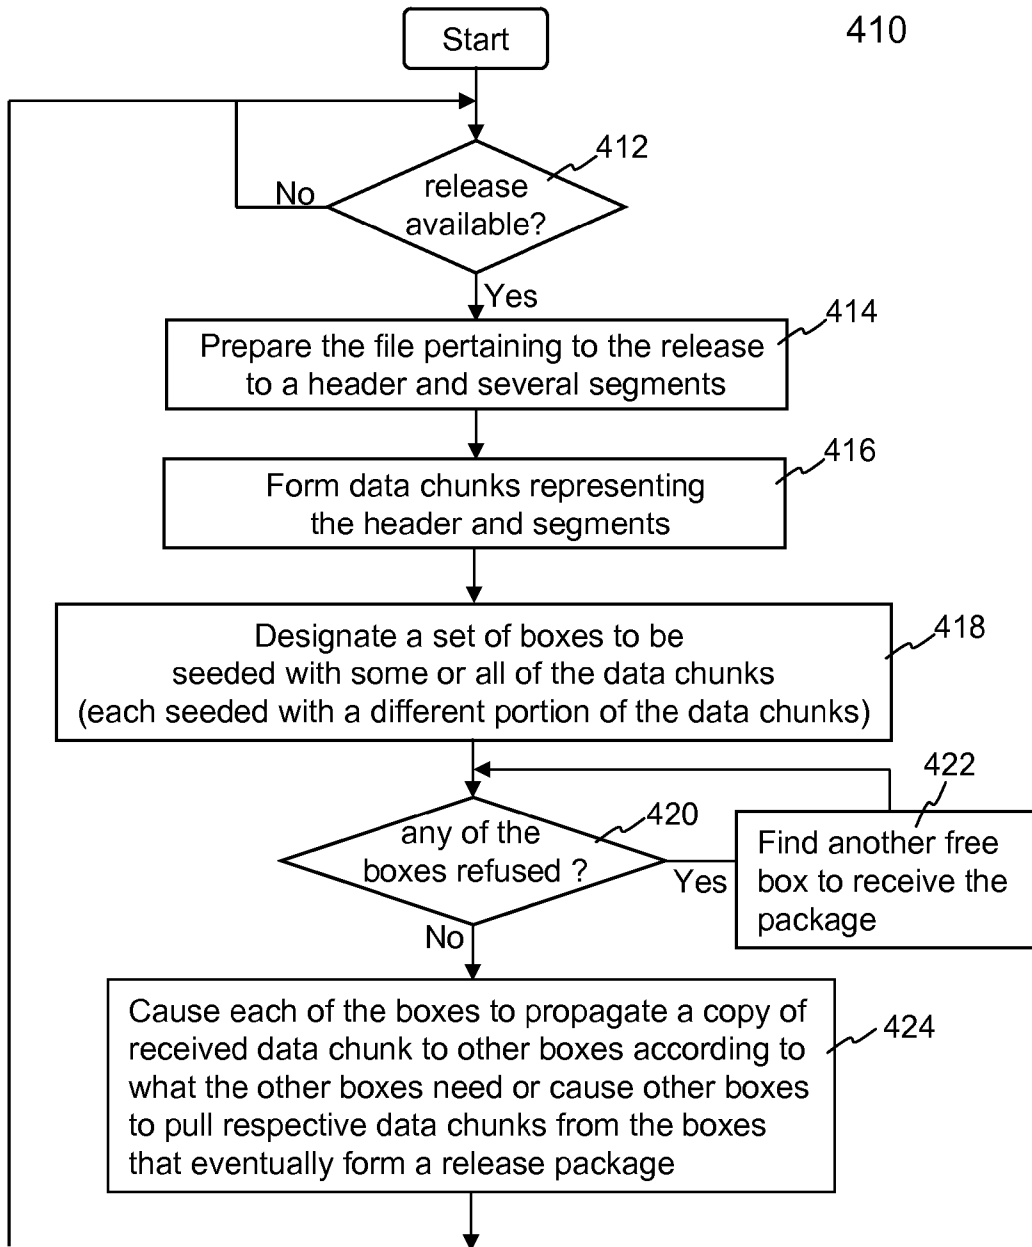 Start
410
412
release
available?
No
Yes
414
Prepare the file pertaining to the release
to a header and several segments
416
Form data chunks representing
the header and segments
418
Designate a set of boxes to be
seeded with some or all of the data chunks
(each seeded with a different portion of the data chunks)
422
420
any of the
boxes refused ?
Yes
Find another free
box to receive the
package
No
424
Cause each of the boxes to propagate a copy of
received data chunk to other boxes according to
what the other boxes need or cause other boxes
to pull respective data chunks from the boxes
that eventually form a release package